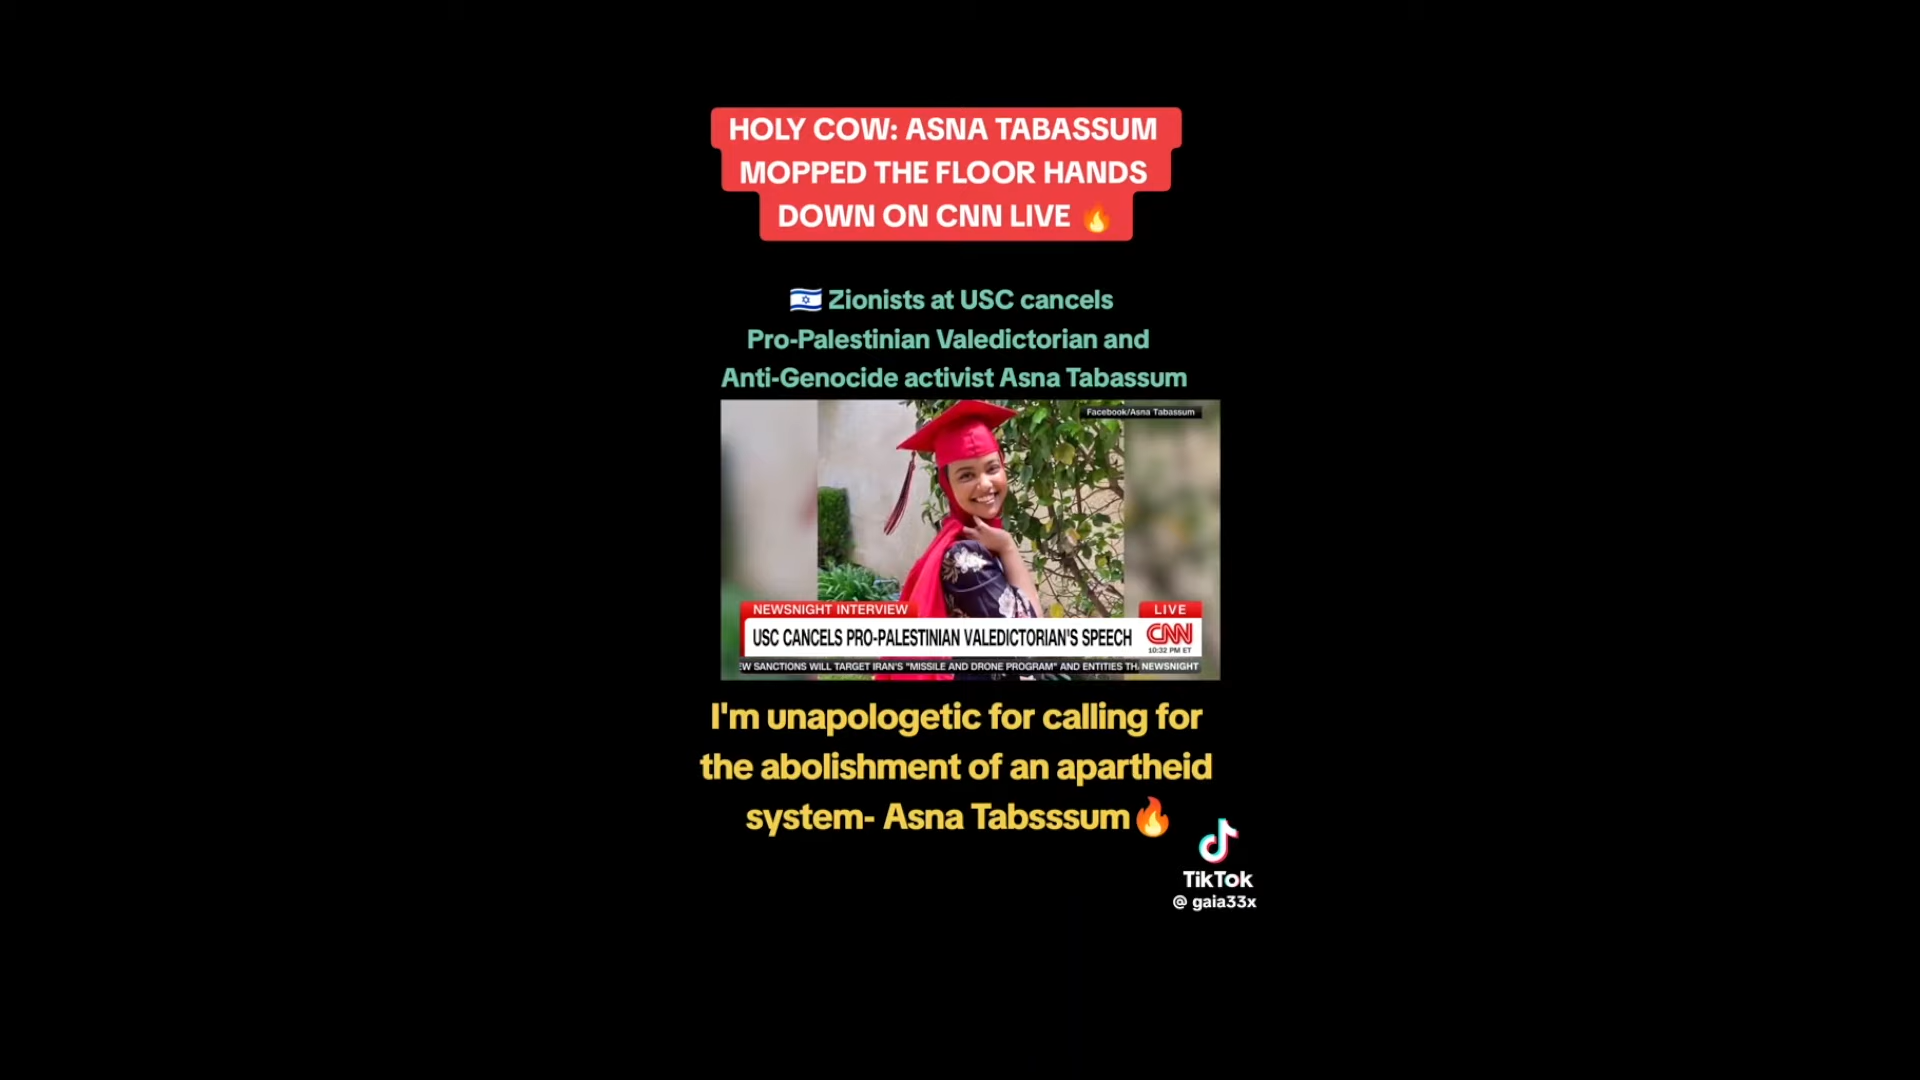 HOLY COW: ASNA TABASSUM
MOPPED THE FLOOR HANDS
DOWN ON CNN LIVE 🔥
🇮🇱 Zionists at USC cancels
Pro-Palestinian Valedictorian and
Anti-Genocide activist Asna Tabassum
Facebook/Asna Tabassum
NEWSNIGHT INTERVIEW
LIVE
USC CANCELS PRO-PALESTINIAN VALEDICTORIAN'S SPEECH
CNN
10:32 PM ET
EW SANCTIONS WILL TARGET IRAN'S "MISSILE AND DRONE PROGRAM" AND ENTITIES TH
NEWSNIGHT
I'm unapologetic for calling for
the abolishment of an apartheid
system- Asna Tabsssum🔥
TikTok
@ gaia33x